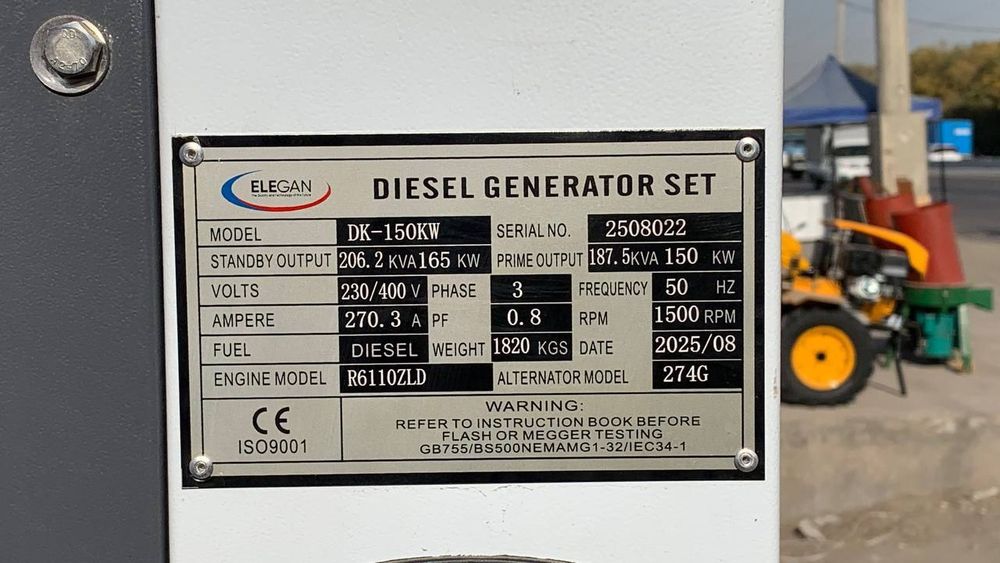 ELEGAN
DIESEL GENERATOR SET
MODEL DK-150KW SERIAL NO. 2508022
STANDBY OUTPUT 206.2 KVA 165 KW PRIME OUTPUT 187.5KVA 150 KW
VOLTS 230/400 V PHASE 3 FREQUENCY 50 HZ
AMPERE 270.3 A PF 0.8 RPM 1500 RPM
FUEL DIESEL WEIGHT 1820 KGS DATE 2025/08
ENGINE MODEL R6110ZLD ALTERNATOR MODEL 274G
CE
ISO9001
WARNING:
REFER TO INSTRUCTION BOOK BEFORE
FLASH OR MEGGER TESTING
GB755/BS500NEMAMG1-32/IEC34-1